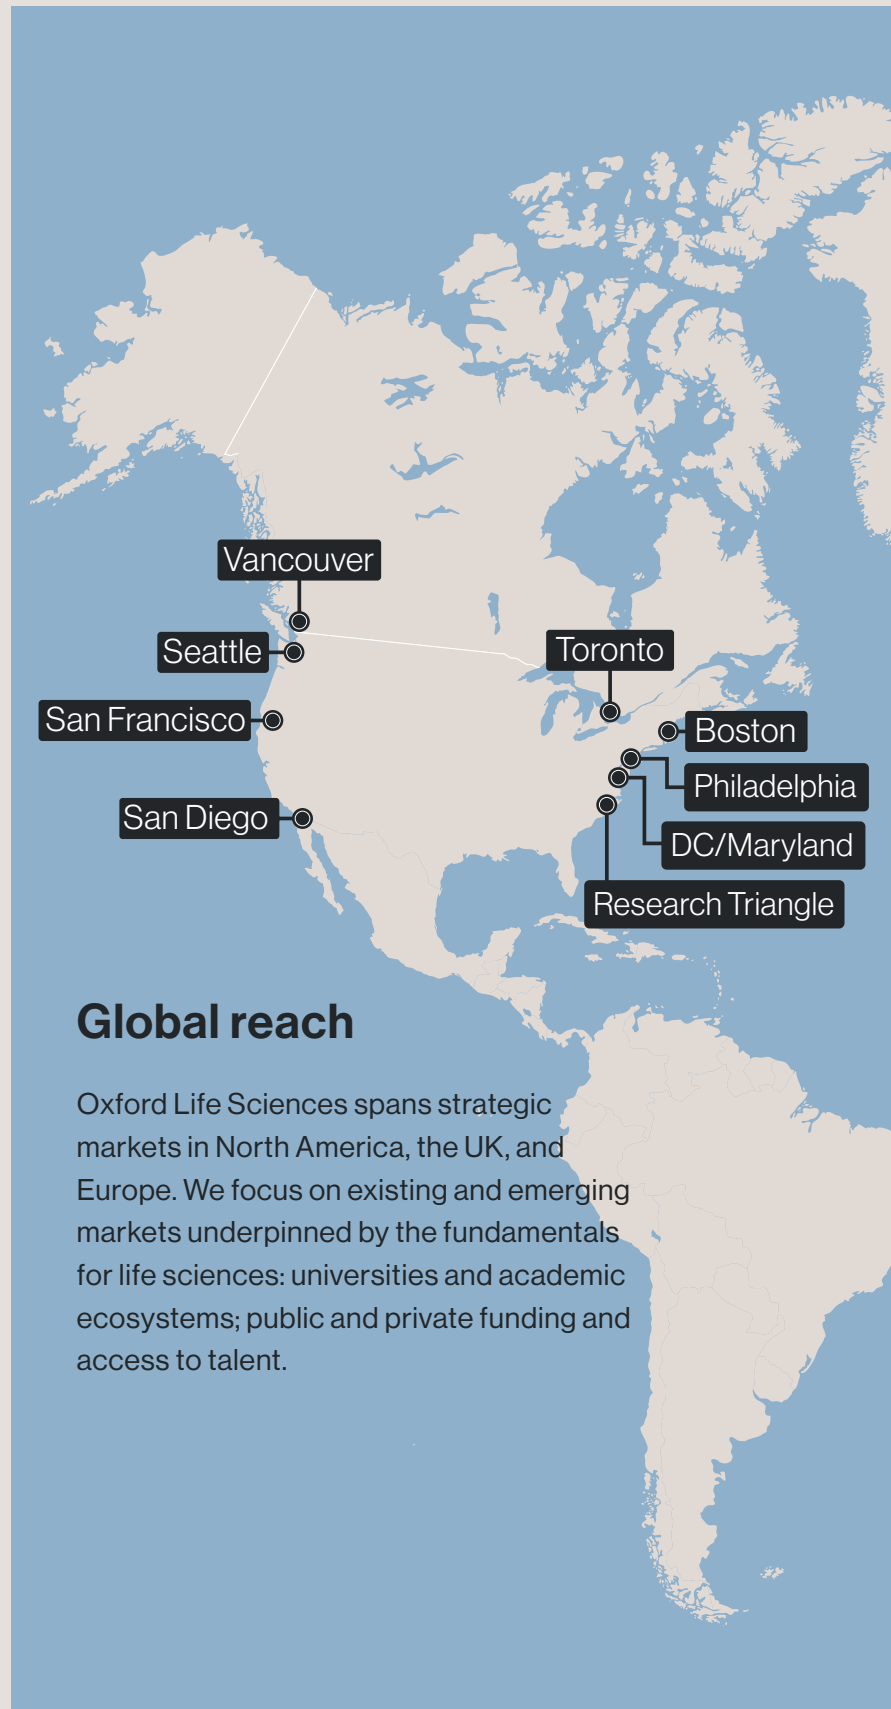 Vancouver
Seattle
Toronto
San Francisco
Boston
Philadelphia
San Diego
DC/Maryland
Research Triangle
Global reach
Oxford Life Sciences spans strategic
markets in North America, the UK, and
Europe. We focus on existing and emerging
markets underpinned by the fundamentals
for life sciences: universities and academic
ecosystems; public and private funding and
access to talent.